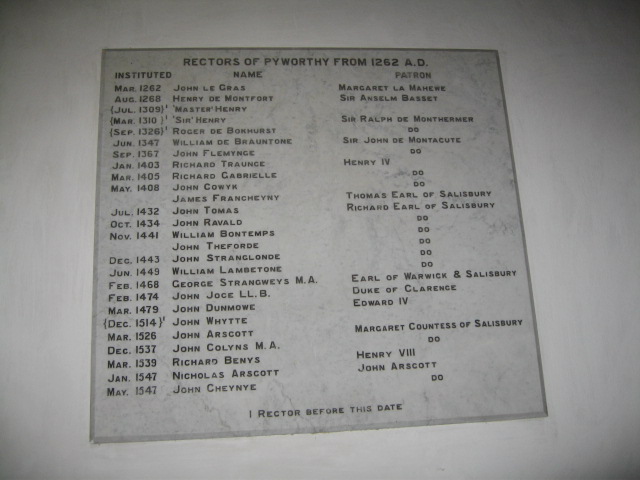 RECTORS OF PYWORTHY FROM 1262 A.D.
INSTITUTED NAME PATRON
MAR. 1262 JOHN LE GRAS MARGARET LA MAHEWE
AUG. 1268 HENRY DE MONTFORT SIR ANSELM BASSET
(JUL. 1309)' 'MASTER' HENRY
(MAR. 1310)' 'SIR' HENRY SIR RALPH DE MONTHERMER
(SEP. 1326)' ROGER DE BOKHURST DO
JUN. 1347 WILLIAM DE BRAUNTONE SIR JOHN DE MONTACUTE
SEP. 1367 JOHN FLEMYNGE DO
JAN. 1403 RICHARD TRAUNCE HENRY IV
MAR. 1405 RICHARD GABRIELLE DO
MAY. 1408 JOHN COWYK DO
JAMES FRANCHEYNY THOMAS EARL OF SALISBURY
JUL. 1432 JOHN TOMAS RICHARD EARL OF SALISBURY
OCT. 1434 JOHN RAVALD DO
NOV. 1441 WILLIAM BONTEMPS DO
JOHN THEFORDE DO
DEC. 1443 JOHN STRANGLONDE DO
JUN. 1449 WILLIAM LAMBETONE DO
FEB. 1468 GEORGE STRANGWEYS M.A. EARL OF WARWICK & SALISBURY
FEB. 1474 JOHN JOCE LL.B. DUKE OF CLARENCE
MAR. 1479 JOHN DUNMOWE EDWARD IV
(DEC. 1514)' JOHN WHYTTE
MAR. 1526 JOHN ARSCOTT MARGARET COUNTESS OF SALISBURY
DEC. 1537 JOHN COLYNS M.A. DO
MAR. 1539 RICHARD BENYS HENRY VIII
JAN. 1547 NICHOLAS ARSCOTT JOHN ARSCOTT
MAY. 1547 JOHN CHEYNYE DO
1 RECTOR BEFORE THIS DATE